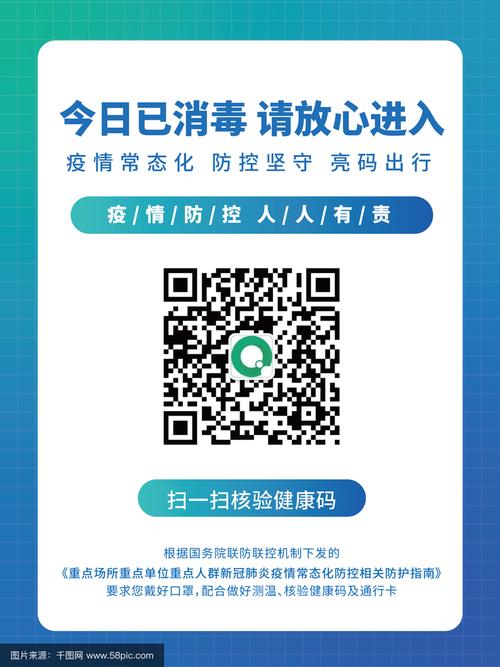 今日已消毒 请放心进入
疫情常态化 防控坚守 亮码出行
疫/情/防/控 人/人/有/责
扫一扫核验健康码
根据国务院联防联控机制下发的
《重点场所重点单位重点人群新冠肺炎疫情常态化防控相关防护指南》
要求您戴好口罩,配合做好测温、核验健康码及通行卡
图片来源：千图网 www.58pic.com